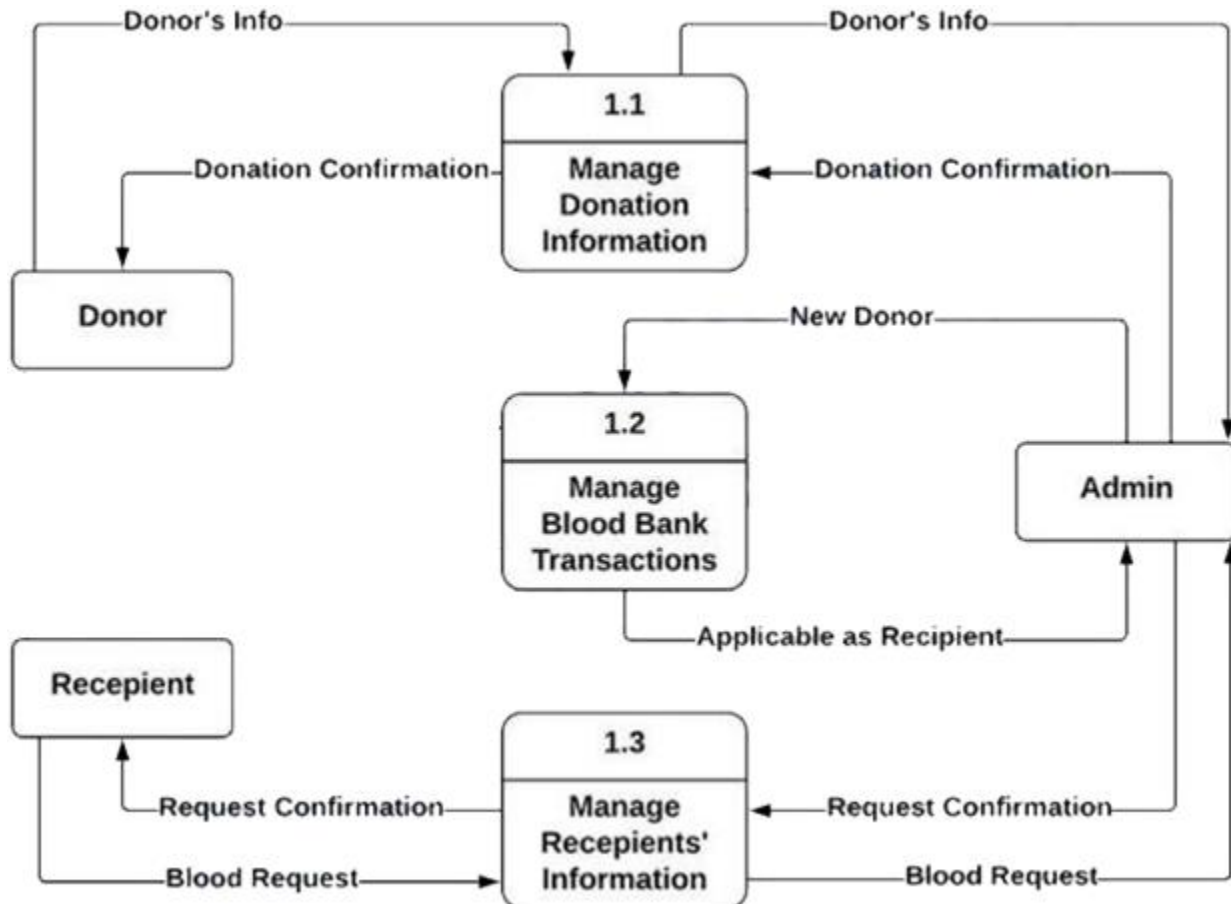 Donor's Info
Donor's Info
1.1
Manage
Donation
Information
Donation Confirmation
Donation Confirmation
Donor
New Donor
1.2
Manage
Blood Bank
Transactions
Admin
Applicable as Recipient
Recepient
1.3
Manage
Recepients'
Information
Request Confirmation
Request Confirmation
Blood Request
Blood Request